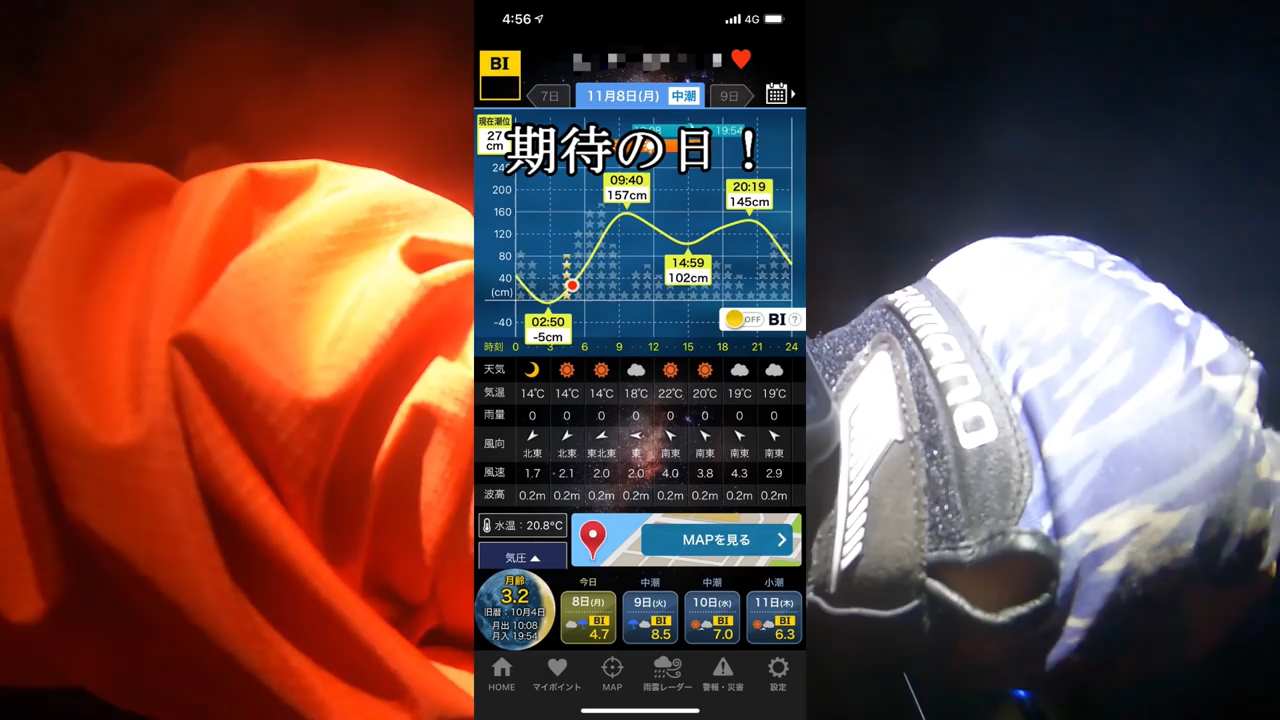 4:56
4G
BI
7日
11月8日(月) 中潮
9日
現在潮位
27
cm
19:54
期待の日！
240
200
160
120
80
40
(cm)
-40
09:40
157cm
20:19
145cm
14:59
102cm
02:50
-5cm
OFF BI ?
時刻 0 3 6 9 12 15 18 21 24
天気
気温 14℃ 14℃ 14℃ 18℃ 22℃ 20℃ 19℃ 19℃
雨量 0 0 0 0 0 0 0 0
風向 北東 北東 東北東 東 南東 南東 南東 南東
風速 1.7 2.1 2.0 2.0 4.0 3.8 4.3 2.9
波高 0.2m 0.2m 0.2m 0.2m 0.2m 0.2m 0.2m 0.2m
水温：20.8℃
MAPを見る
気圧
月齢
3.2
旧暦：10月4日
月出 10:08
月入 19:54
今日 中潮 中潮 小潮
8日(月) 9日(火) 10日(水) 11日(木)
BI BI BI BI
4.7 8.5 7.0 6.3
HOME マイポイント MAP 雨雲レーダー 警報・災害 設定
SHIMANO